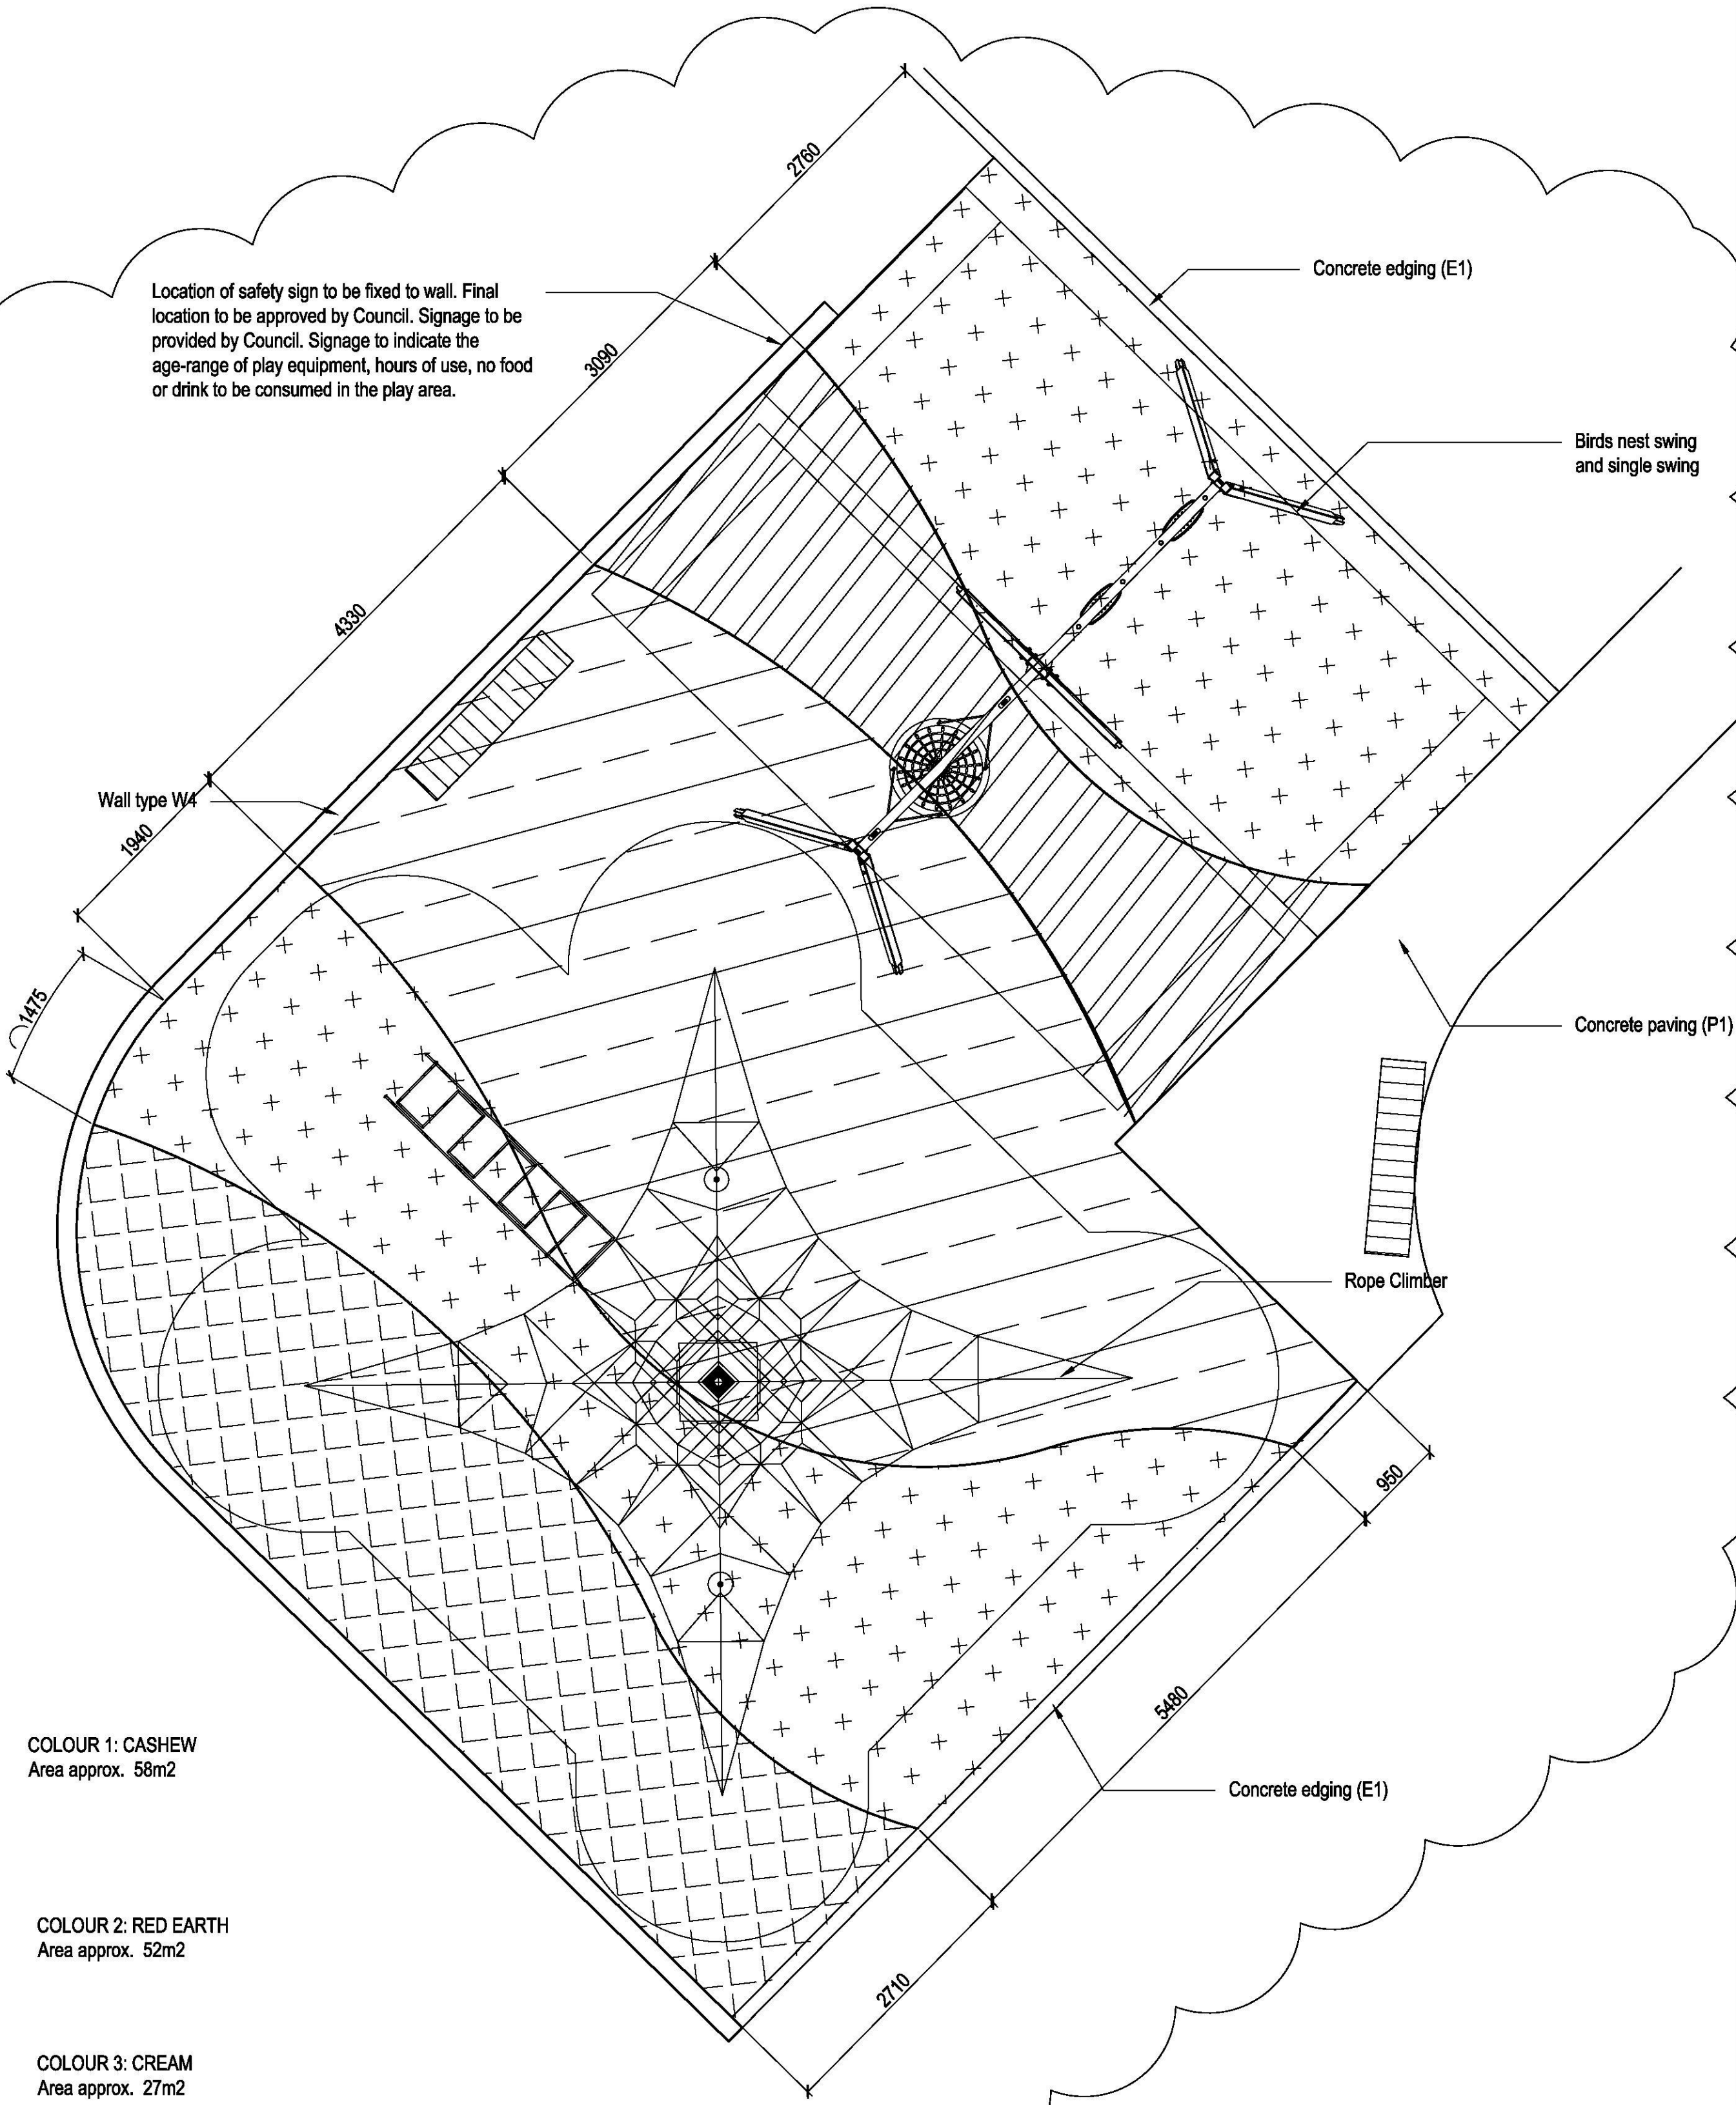 2760
Location of safety sign to be fixed to wall. Final
location to be approved by Council. Signage to be
provided by Council. Signage to indicate the
age-range of play equipment, hours of use, no food
or drink to be consumed in the play area.
Concrete edging (E1)
3090
Birds nest swing
and single swing
4330
Wall type W4
1940
1475
Concrete paving (P1)
Rope Climber
950
5480
COLOUR 1: CASHEW
Area approx. 58m2
Concrete edging (E1)
COLOUR 2: RED EARTH
Area approx. 52m2
2710
COLOUR 3: CREAM
Area approx. 27m2